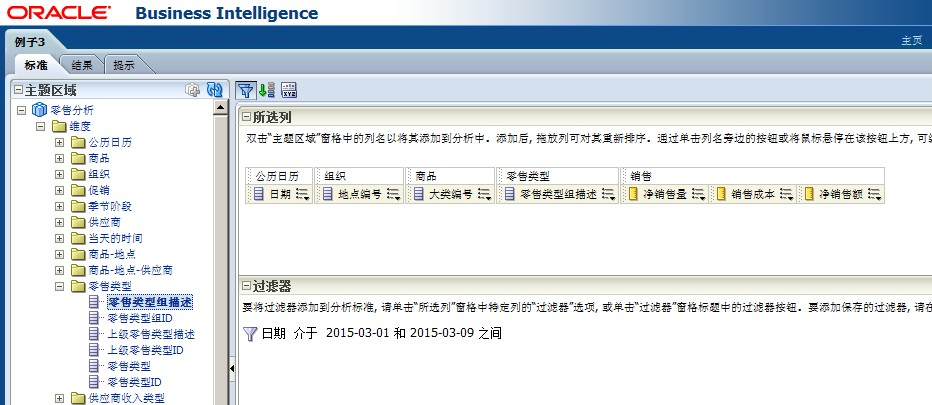 ORACLE Business Intelligence
例子3
主页
标准 结果 提示
主题区域
零售分析
维度
公历日历
商品
组织
促销
季节阶段
供应商
当天的时间
商品-地点
商品-地点-供应商
零售类型
零售类型组描述
零售类型组ID
上级零售类型描述
上级零售类型ID
零售类型
零售类型ID
供应商收入类型
所选列
双击“主题区域”窗格中的列名以将其添加到分析中。添加后, 拖放列可对其重新排序。通过单击列名旁边的按钮或将鼠标悬停在该按钮上方, 可
公历日历 组织 商品 零售类型 销售
日期 地点编号 大类编号 零售类型组描述 净销售量 销售成本 净销售额
过滤器
要将过滤器添加到分析标准, 请单击“所选列”窗格中特定列的“过滤器”选项, 或单击“过滤器”窗格标题中的过滤器按钮。要添加保存的过滤器, 请在
日期 介于 2015-03-01 和 2015-03-09 之间